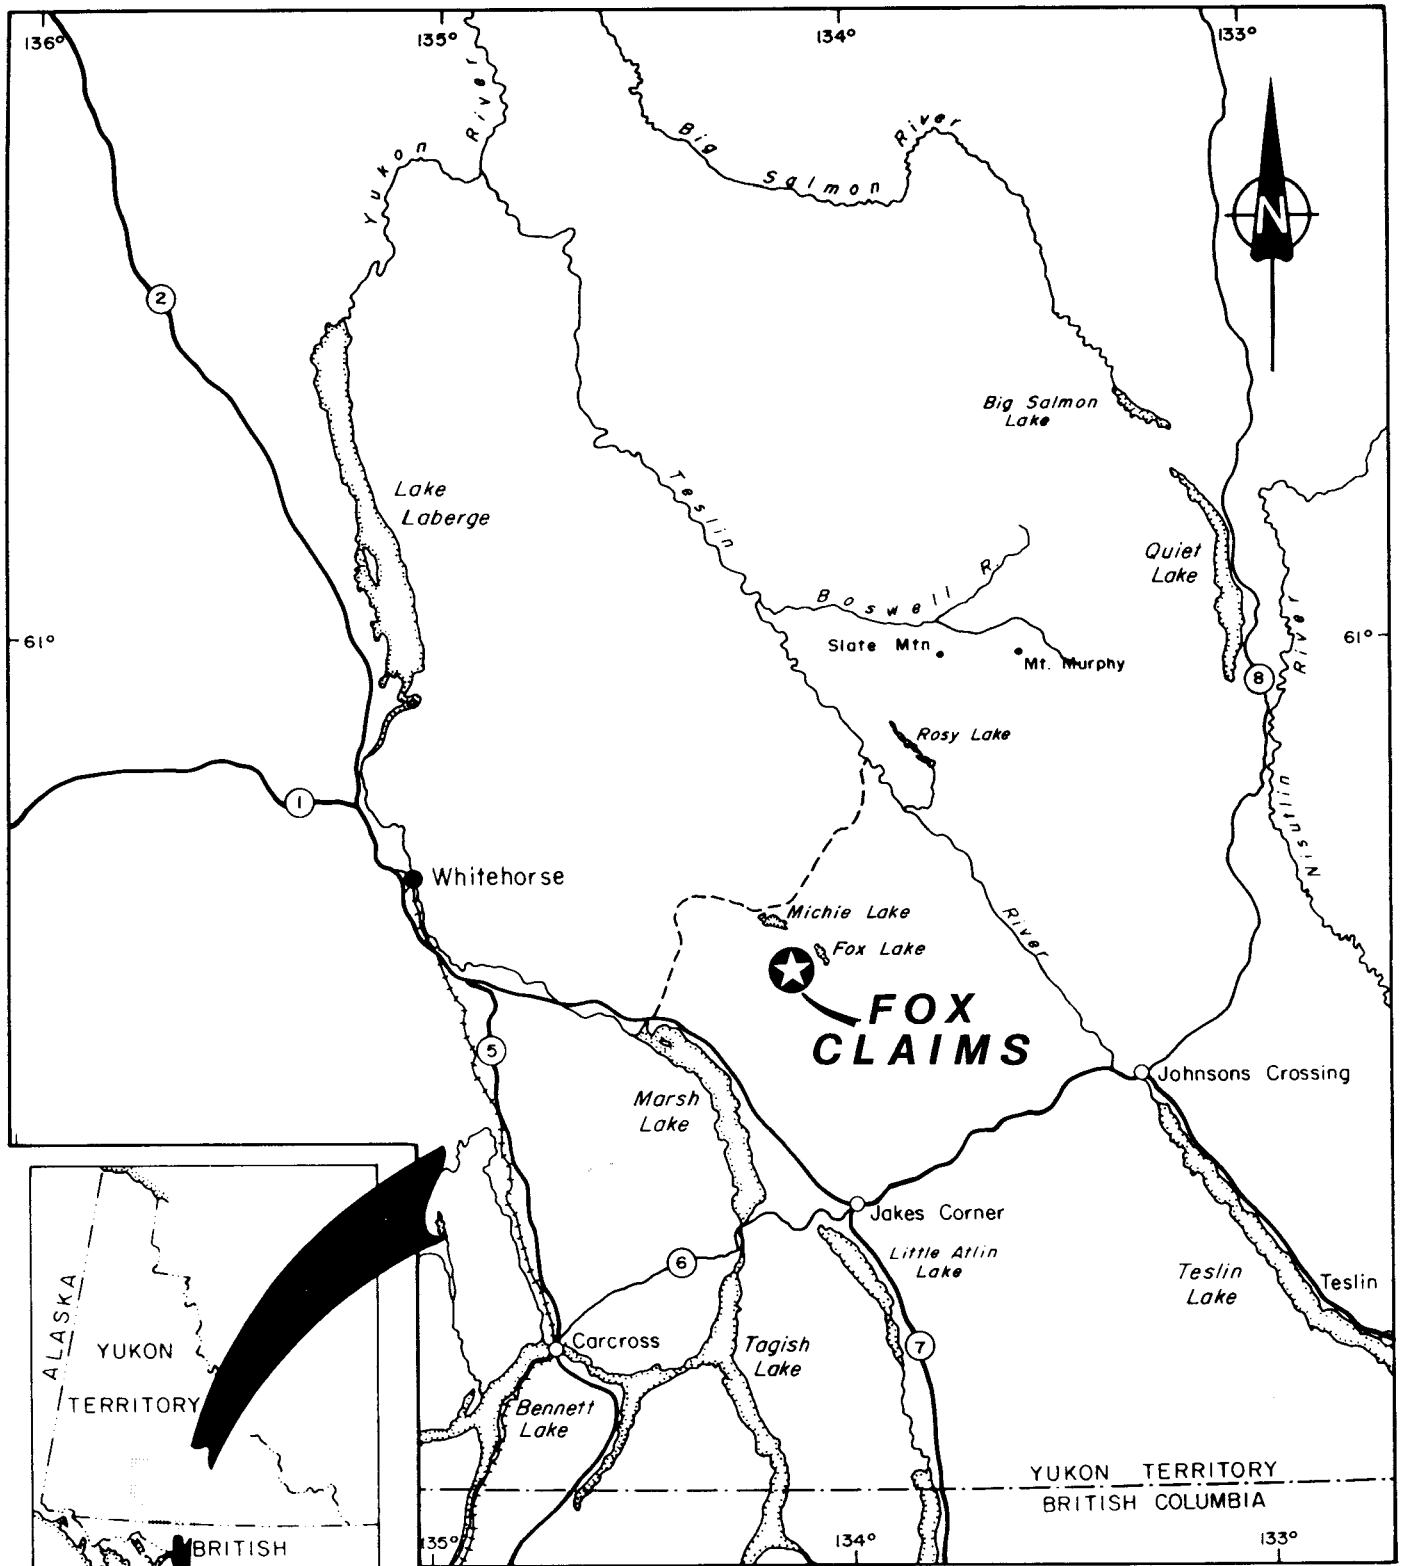 136°
135°
134°
133°
Yukon River
Big Salmon River
N
2
Big Salmon
Lake
Lake
Laberge
Teslin
Quiet
Lake
Boswell R.
61°
Slate Mtn
Mt. Murphy
61°
8
River
Rosy Lake
1
Nisutlin
Whitehorse
Michie Lake
River
Fox Lake
FOX
CLAIMS
5
Johnsons Crossing
Marsh
Lake
Jakes Corner
Little Atlin
Lake
6
Teslin
Lake
Teslin
ALASKA
YUKON
TERRITORY
Carcross
Tagish
Lake
7
Bennett
Lake
YUKON TERRITORY
BRITISH COLUMBIA
BRITISH
135°
134°
133°